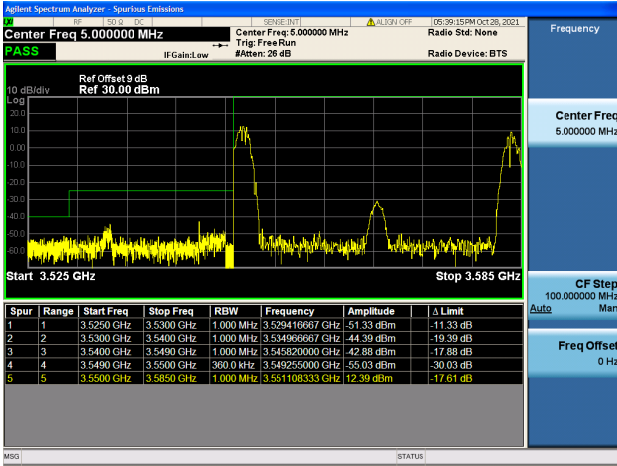 Agilent Spectrum Analyzer - Spurious Emissions
RF 50 Ω DC SENSE:INT ALIGN OFF 05:39:15PM Oct 28, 2021
Center Freq 5.000000 MHz
Center Freq: 5.000000 MHz
Radio Std: None
PASS
Trig: Free Run
IFGain:Low
#Atten: 26 dB
Radio Device: BTS
Frequency
Ref Offset 9 dB
10 dB/div Ref 30.00 dBm
Log
20.0
10.0
0.00
-10.0
-20.0
-30.0
-40.0
-50.0
-60.0
Start 3.525 GHz Stop 3.585 GHz
Center Freq
5.000000 MHz
CF Step
100.000000 MHz
Auto Man
Freq Offset
0 Hz
Spur Range Start Freq Stop Freq RBW Frequency Amplitude Δ Limit
1 1 3.5250 GHz 3.5300 GHz 1.000 MHz 3.529416667 GHz -51.33 dBm -11.33 dB
2 2 3.5300 GHz 3.5400 GHz 1.000 MHz 3.534966667 GHz -44.39 dBm -19.39 dB
3 3 3.5400 GHz 3.5490 GHz 1.000 MHz 3.545820000 GHz -42.88 dBm -17.88 dB
4 4 3.5490 GHz 3.5500 GHz 360.0 kHz 3.549255000 GHz -55.03 dBm -30.03 dB
5 5 3.5500 GHz 3.5850 GHz 1.000 MHz 3.551108333 GHz 12.39 dBm -17.61 dB
MSG STATUS